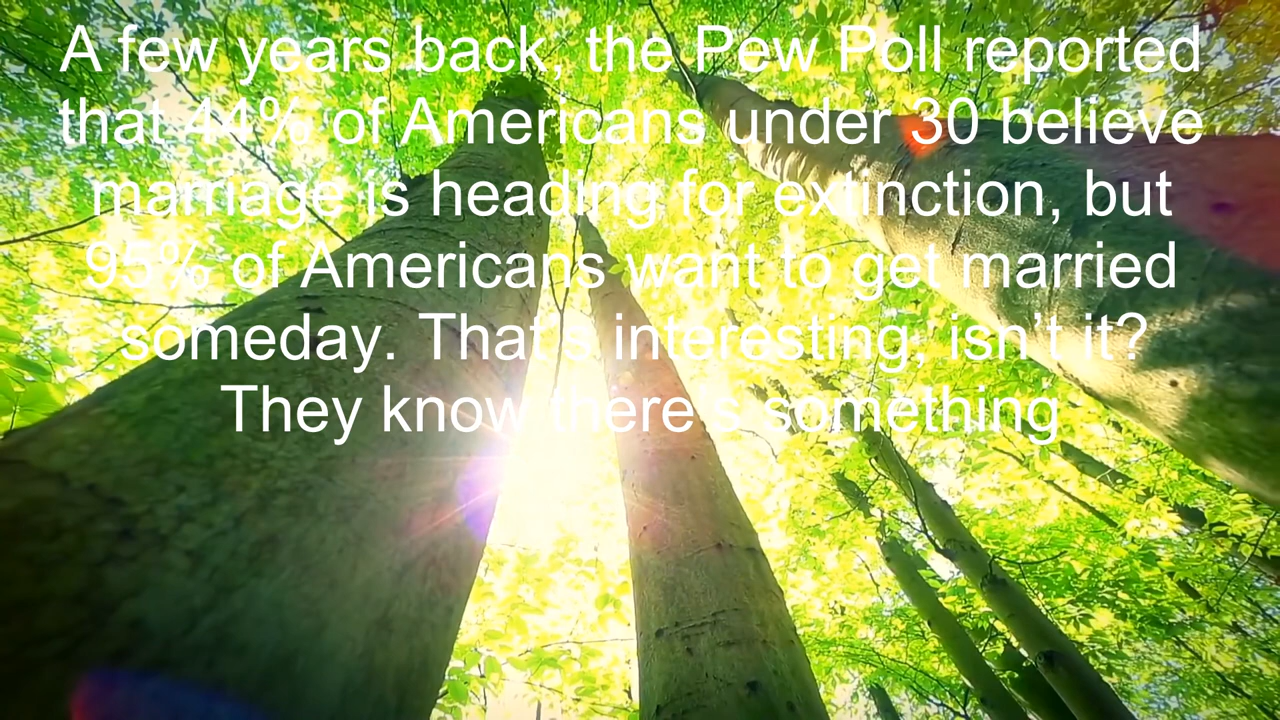 A few years back, the Pew Poll reported
that 44% of Americans under 30 believe
marriage is heading for extinction, but
95% of Americans want to get married
someday. That's interesting, isn’t it?
They know there's something